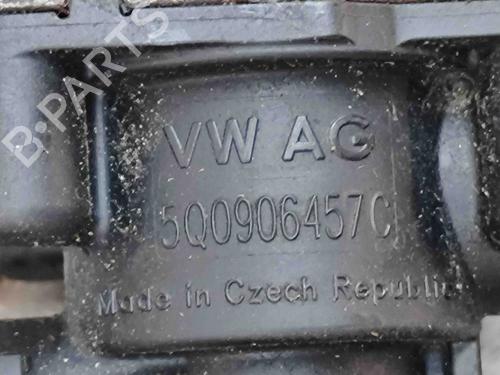 B-PARTS
VW AG
5Q0906457C
Made in Czech Republic